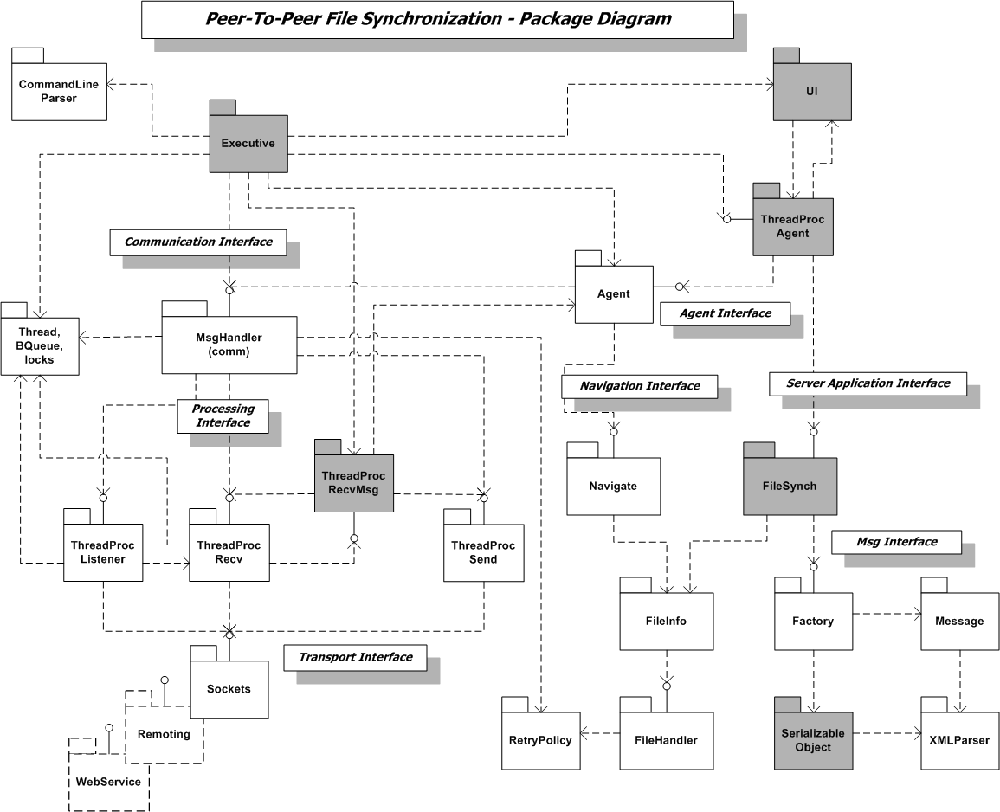 Peer-To-Peer File Synchronization - Package Diagram
CommandLine
Parser
UI
Executive
ThreadProc
Agent
Communication Interface
Agent
Agent Interface
Thread,
BQueue,
locks
MsgHandler
(comm)
Navigation Interface
Server Application Interface
Processing
Interface
ThreadProc
RecvMsg
Navigate
FileSynch
ThreadProc
Listener
ThreadProc
Recv
ThreadProc
Send
Msg Interface
FileInfo
Factory
Message
Transport Interface
Sockets
Remoting
WebService
RetryPolicy
FileHandler
Serializable
Object
XMLParser